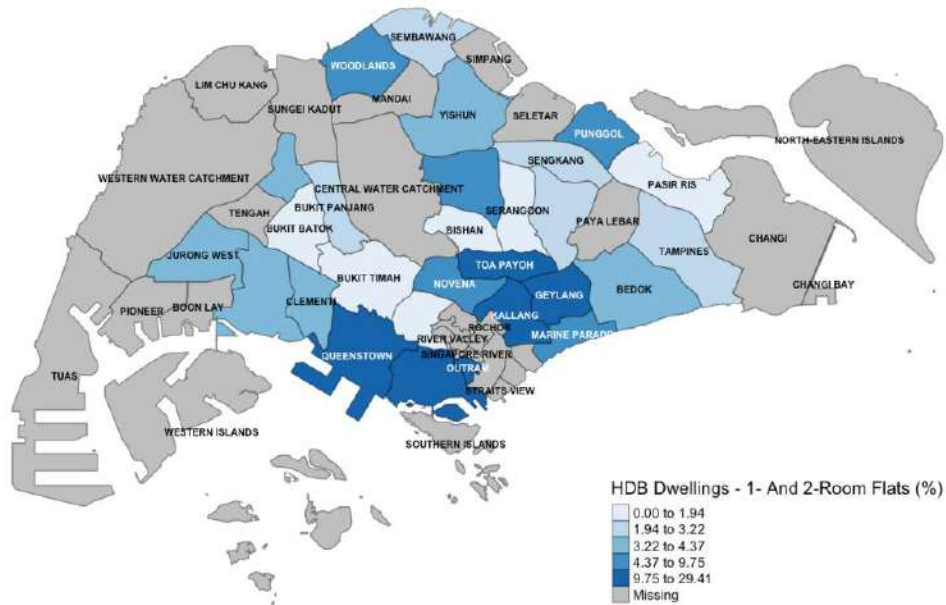 SEMBAWANG
SIMPANG
WOODLANDS
LIM CHU KANG
MANDAI
SUNGEI KADUT
YISHUN
SELETAR
PUNGGOL
NORTH-EASTERN ISLANDS
SENGKANG
WESTERN WATER CATCHMENT
CENTRAL WATER CATCHMENT
PASIR RIS
BUKIT PANJANG
SERANGOON
TENGAH
PAYA LEBAR
BUKIT BATOK
BISHAN
CHANGI
TAMPINES
JURONG WEST
TOA PAYOH
BUKIT TIMAH
NOVENA
CHANGI BAY
CLEMENTI
GEYLANG
BEDOK
PIONEER
BOON LAY
KALLANG
ROCHOR
MARINE PARADE
RIVER VALLEY
QUEENSTOWN
SINGAPORE RIVER
OUTRAM
TUAS
STRAITS VIEW
WESTERN ISLANDS
SOUTHERN ISLANDS
HDB Dwellings - 1- And 2-Room Flats (%)
0.00 to 1.94
1.94 to 3.22
3.22 to 4.37
4.37 to 9.75
9.75 to 29.41
Missing